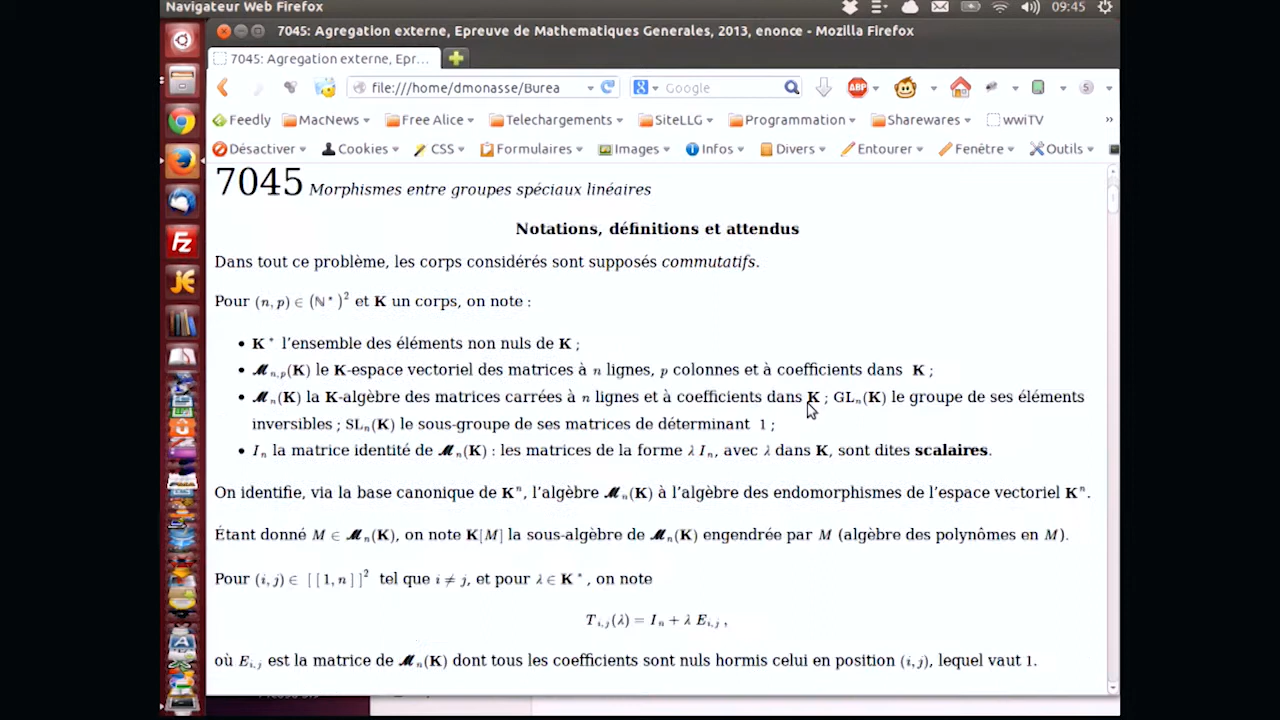 Navigateur Web Firefox
09:45
7045: Agregation externe, Epreuve de Mathematiques Generales, 2013, enonce - Mozilla Firefox
7045: Agregation externe, Epr...
file:///home/dmonasse/Burea
Google
ABP
S
Feedly MacNews Free Alice Telechargements SiteLLG Programmation Sharewares wwiTV »
Désactiver Cookies CSS Formulaires Images Infos Divers Entourer Fenêtre Outils
7045 Morphismes entre groupes spéciaux linéaires
Notations, définitions et attendus
Dans tout ce problème, les corps considérés sont supposés commutatifs.
Pour (n, p) ∈ (ℕ*)² et K un corps, on note :
• K* l’ensemble des éléments non nuls de K ;
• ℳn,p(K) le K-espace vectoriel des matrices à n lignes, p colonnes et à coefficients dans K ;
• ℳn(K) la K-algèbre des matrices carrées à n lignes et à coefficients dans K ; GLn(K) le groupe de ses éléments
inversibles ; SLn(K) le sous-groupe de ses matrices de déterminant 1 ;
• In la matrice identité de ℳn(K) : les matrices de la forme λ In, avec λ dans K, sont dites scalaires.
On identifie, via la base canonique de Kⁿ, l’algèbre ℳn(K) à l’algèbre des endomorphismes de l’espace vectoriel Kⁿ.
Étant donné M ∈ ℳn(K), on note K[M] la sous-algèbre de ℳn(K) engendrée par M (algèbre des polynômes en M).
Pour (i, j) ∈ [[1, n]]² tel que i ≠ j, et pour λ ∈ K*, on note
Ti,j(λ) = In + λ Ei,j ,
où Ei,j est la matrice de ℳn(K) dont tous les coefficients sont nuls hormis celui en position (i, j), lequel vaut 1.